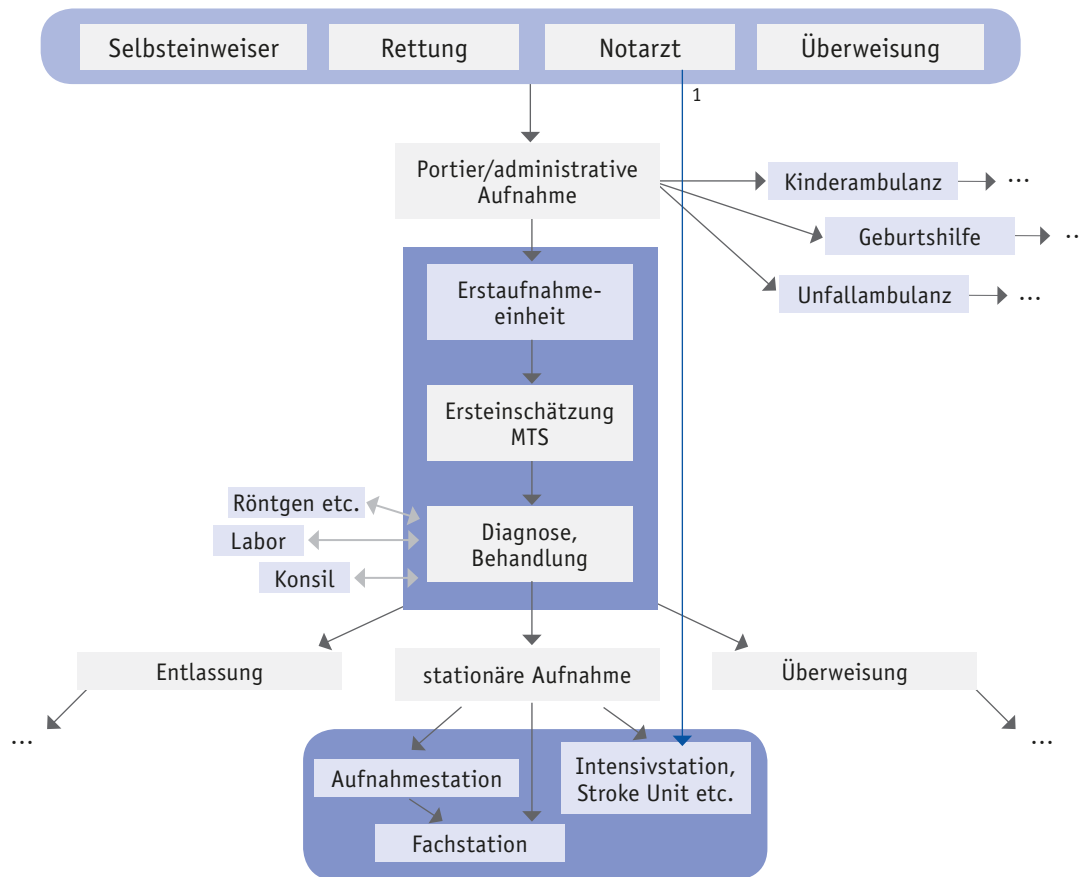 Selbsteinweiser
Rettung
Notarzt
Überweisung
1
Portier/administrative
Aufnahme
Kinderambulanz
...
Geburtshilfe
..
Unfallambulanz
...
Erstaufnahme-
einheit
Ersteinschätzung
MTS
Röntgen etc.
Labor
Konsil
Diagnose,
Behandlung
Entlassung
stationäre Aufnahme
Überweisung
...
...
Aufnahmestation
Intensivstation,
Stroke Unit etc.
Fachstation